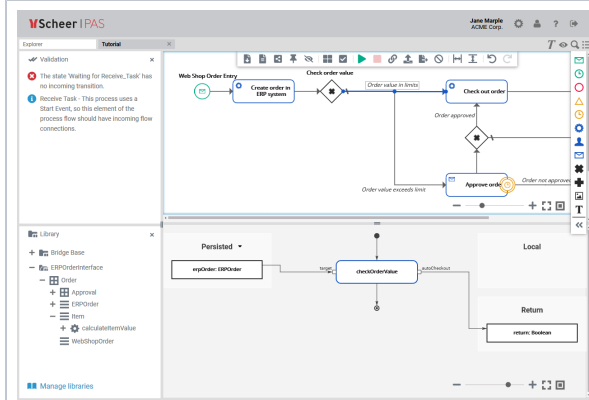 Scheer | PAS
Jane Marple
ACME Corp.
Explorer
Tutorial
Validation
The state 'Waiting for Receive_Task' has
no incoming transition.
Receive Task - This process uses a
Start Event, so this element of the
process flow should have incoming flow
connections.
Web Shop Order Entry
Create order in
ERP system
Check order value
Order value in limits
Check out order
Order approved
Approve order
Order not approved
Order value exceeds limit
Library
Bridge Base
ERPOrderInterface
Order
Approval
ERPOrder
Item
calculateItemValue
WebShopOrder
Manage libraries
Persisted
erpOrder: ERPOrder
target
checkOrderValue
autoCheckout
Local
Return
return: Boolean